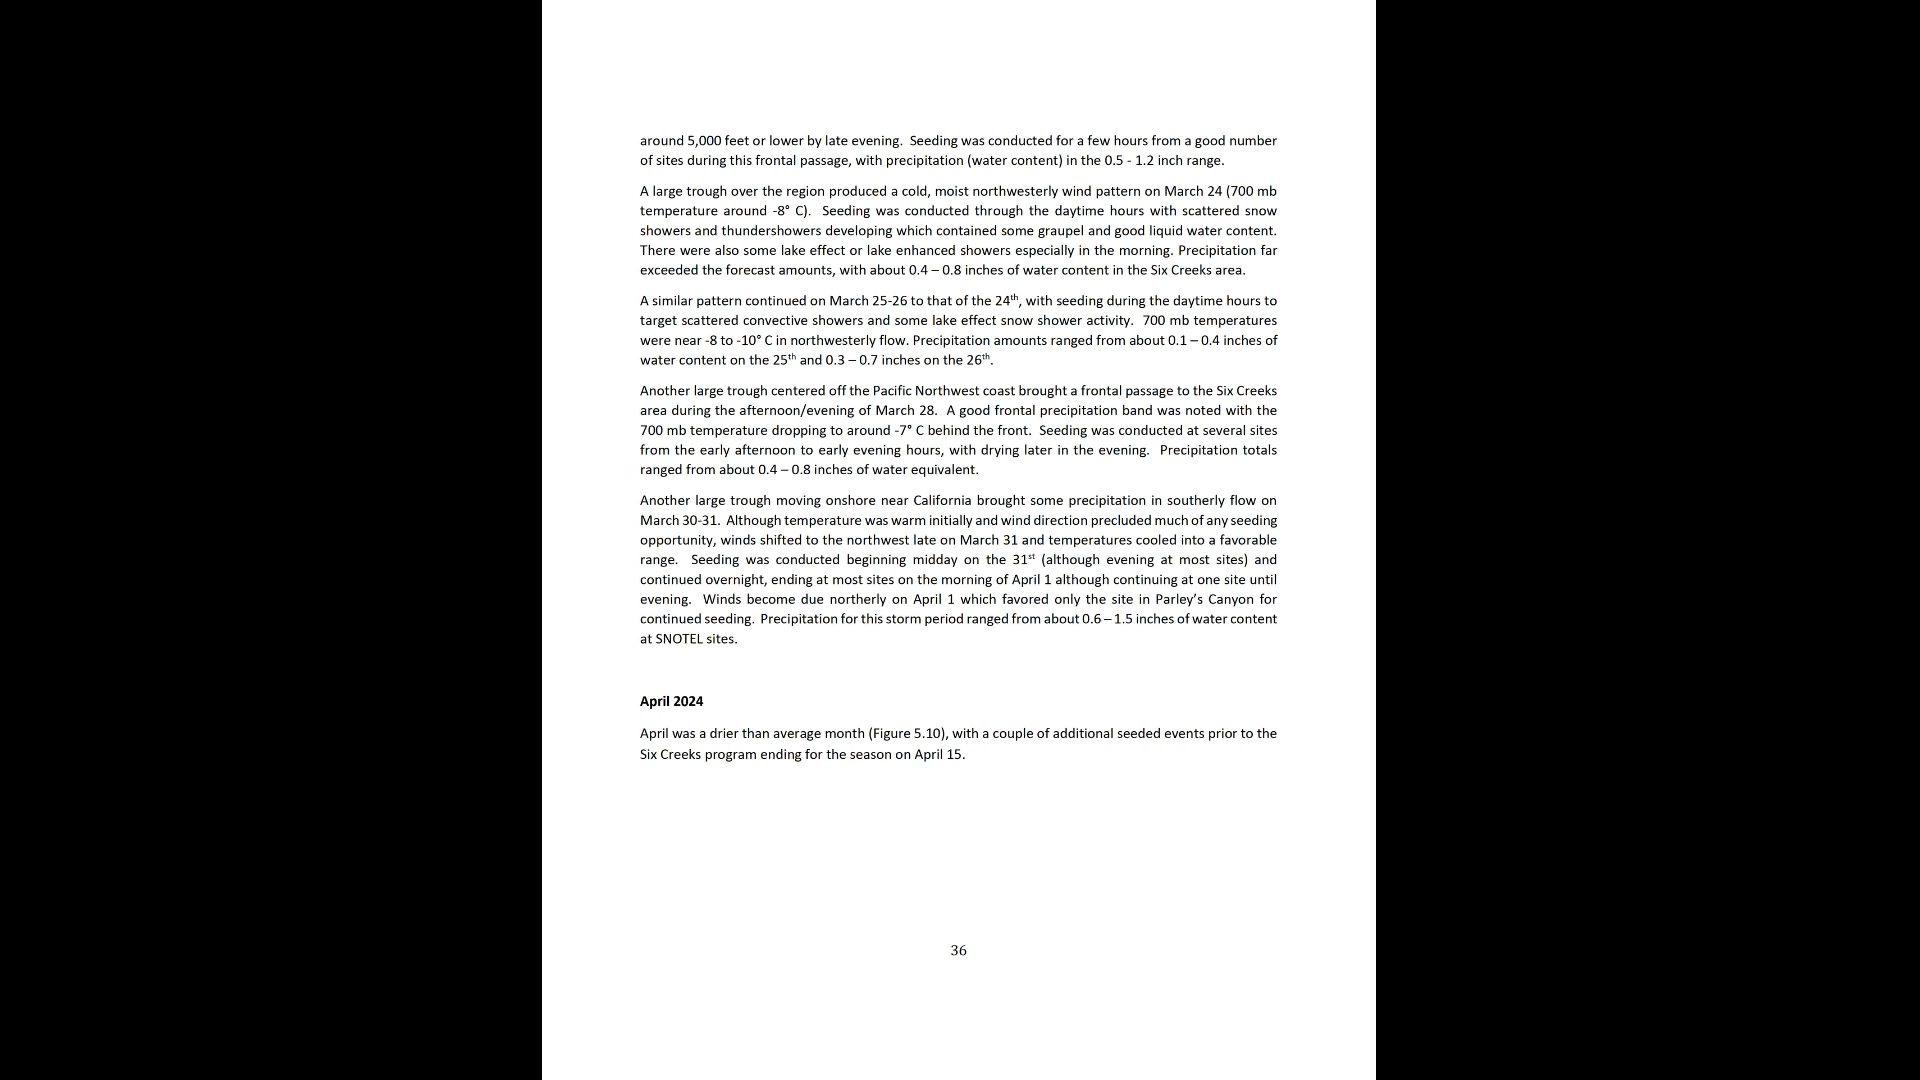 around 5,000 feet or lower by late evening.  Seeding was conducted for a few hours from a good number
of sites during this frontal passage, with precipitation (water content) in the 0.5 - 1.2 inch range.
A large trough over the region produced a cold, moist northwesterly wind pattern on March 24 (700 mb
temperature around -8° C).  Seeding was conducted through the daytime hours with scattered snow
showers and thundershowers developing which contained some graupel and good liquid water content.
There were also some lake effect or lake enhanced showers especially in the morning. Precipitation far
exceeded the forecast amounts, with about 0.4 – 0.8 inches of water content in the Six Creeks area.
A similar pattern continued on March 25-26 to that of the 24th, with seeding during the daytime hours to
target scattered convective showers and some lake effect snow shower activity.  700 mb temperatures
were near -8 to -10° C in northwesterly flow. Precipitation amounts ranged from about 0.1 – 0.4 inches of
water content on the 25th and 0.3 – 0.7 inches on the 26th.
Another large trough centered off the Pacific Northwest coast brought a frontal passage to the Six Creeks
area during the afternoon/evening of March 28.  A good frontal precipitation band was noted with the
700 mb temperature dropping to around -7° C behind the front.  Seeding was conducted at several sites
from the early afternoon to early evening hours, with drying later in the evening.  Precipitation totals
ranged from about 0.4 – 0.8 inches of water equivalent.
Another large trough moving onshore near California brought some precipitation in southerly flow on
March 30-31.  Although temperature was warm initially and wind direction precluded much of any seeding
opportunity, winds shifted to the northwest late on March 31 and temperatures cooled into a favorable
range.  Seeding was conducted beginning midday on the 31st (although evening at most sites) and
continued overnight, ending at most sites on the morning of April 1 although continuing at one site until
evening.  Winds become due northerly on April 1 which favored only the site in Parley’s Canyon for
continued seeding.  Precipitation for this storm period ranged from about 0.6 – 1.5 inches of water content
at SNOTEL sites.
April 2024
April was a drier than average month (Figure 5.10), with a couple of additional seeded events prior to the
Six Creeks program ending for the season on April 15.
36